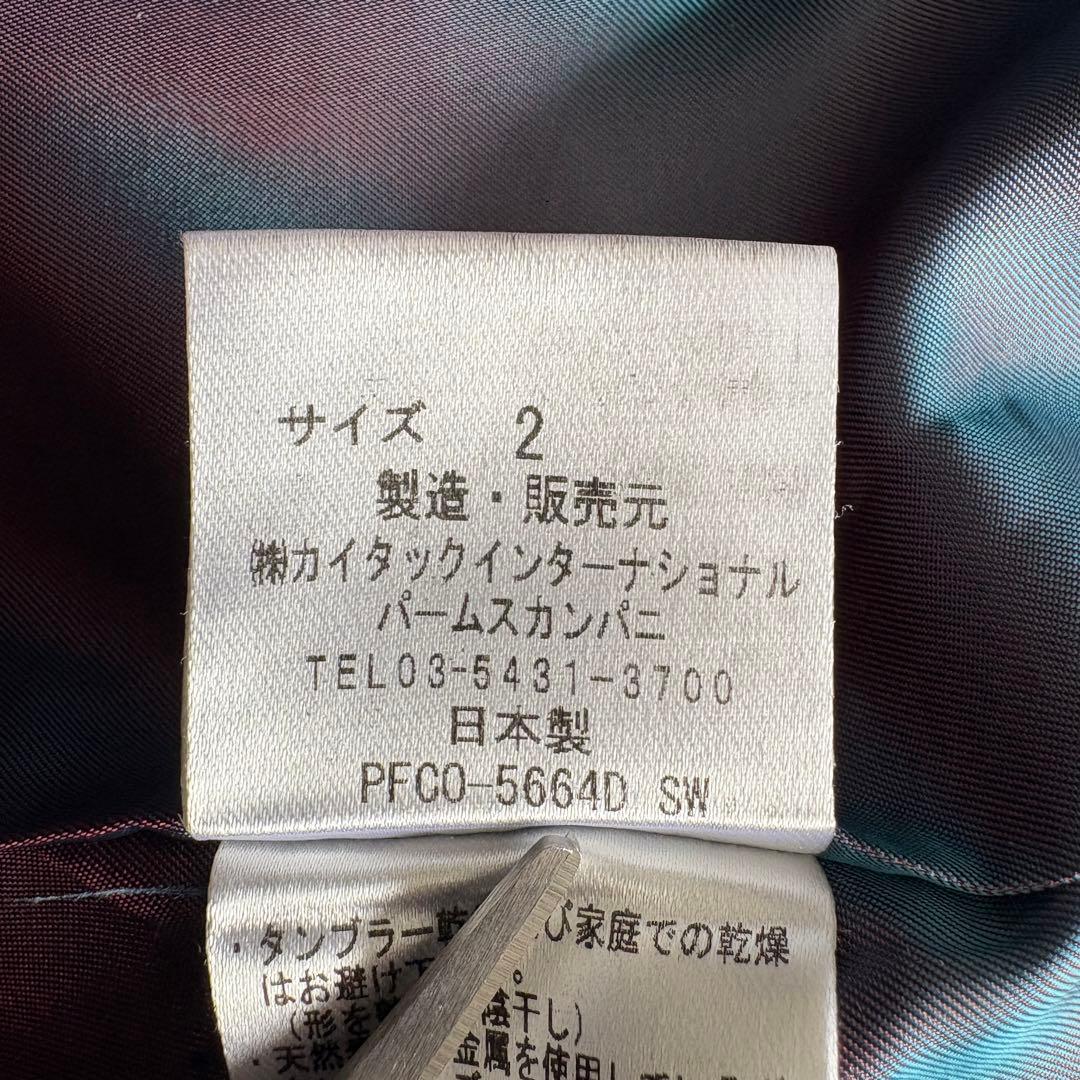 サイズ 2
製造・販売元
㈱カイタックインターナショナル
パームスカンパニ
TEL03-5431-3700
日本製
PFCO-5664D SW
・タンブラー乾 び家庭での乾燥
はお避け 。
(形を 陰干し)
・天然 金属を使用